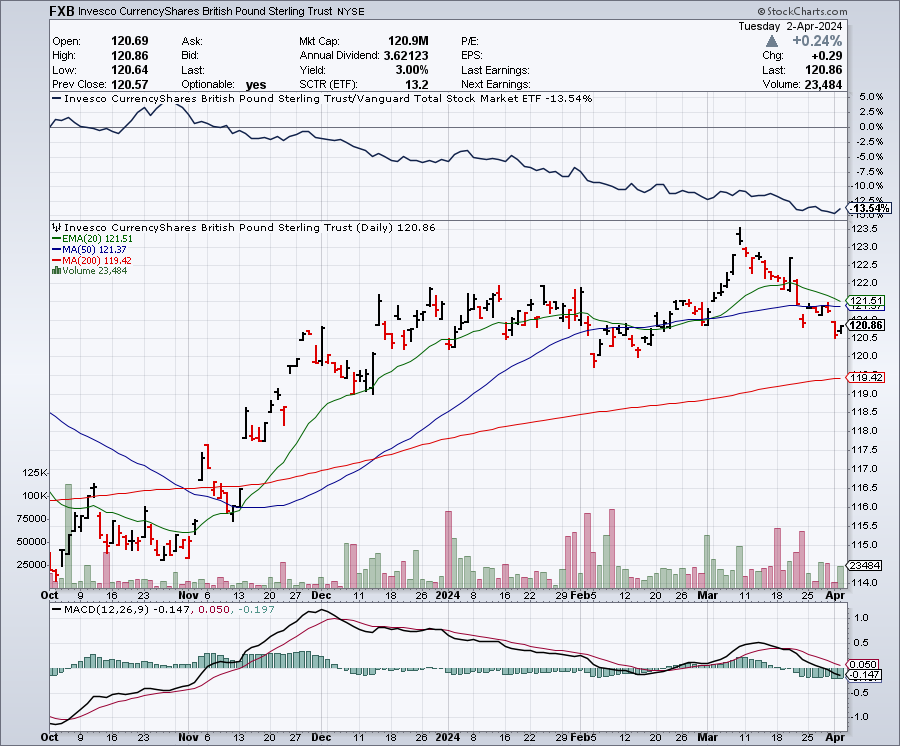 FXB Invesco CurrencyShares British Pound Sterling Trust NYSE
© StockCharts.com
Tuesday 2-Apr-2024
Open: 120.69 Ask: Mkt Cap: 120.9M P/E: +0.24%
High: 120.86 Bid: Annual Dividend: 3.62123 EPS: Chg: +0.29
Low: 120.64 Last: Yield: 3.00% Last Earnings: Last: 120.86
Prev Close: 120.57 Optionable: yes SCTR (ETF): 13.2 Next Earnings: Volume: 23,484
Invesco CurrencyShares British Pound Sterling Trust/Vanguard Total Stock Market ETF -13.54%
5.0%
2.5%
0.0%
-2.5%
-5.0%
-7.5%
-10.0%
-12.5%
-13.54%
-15.0%
Invesco CurrencyShares British Pound Sterling Trust (Daily) 120.86
EMA(20) 121.51
MA(50) 121.37
MA(200) 119.42
Volume 23,484
123.5
123.0
122.5
122.0
121.51
121.37
121.0
120.86
120.5
120.0
119.42
119.0
118.5
118.0
117.5
117.0
125K
116.5
100K
116.0
75000
115.5
50000
115.0
25000
23484
114.0
Oct 9 16 23 Nov 6 13 20 27 Dec 11 18 26 2024 8 16 22 29 Feb 5 12 20 26 Mar 11 18 25 Apr
MACD(12,26,9) -0.147, 0.050, -0.197
1.0
0.5
0.050
-0.147
-0.5
-1.0
Oct 9 16 23 Nov 6 13 20 27 Dec 11 18 26 2024 8 16 22 29 Feb 5 12 20 26 Mar 11 18 25 Apr